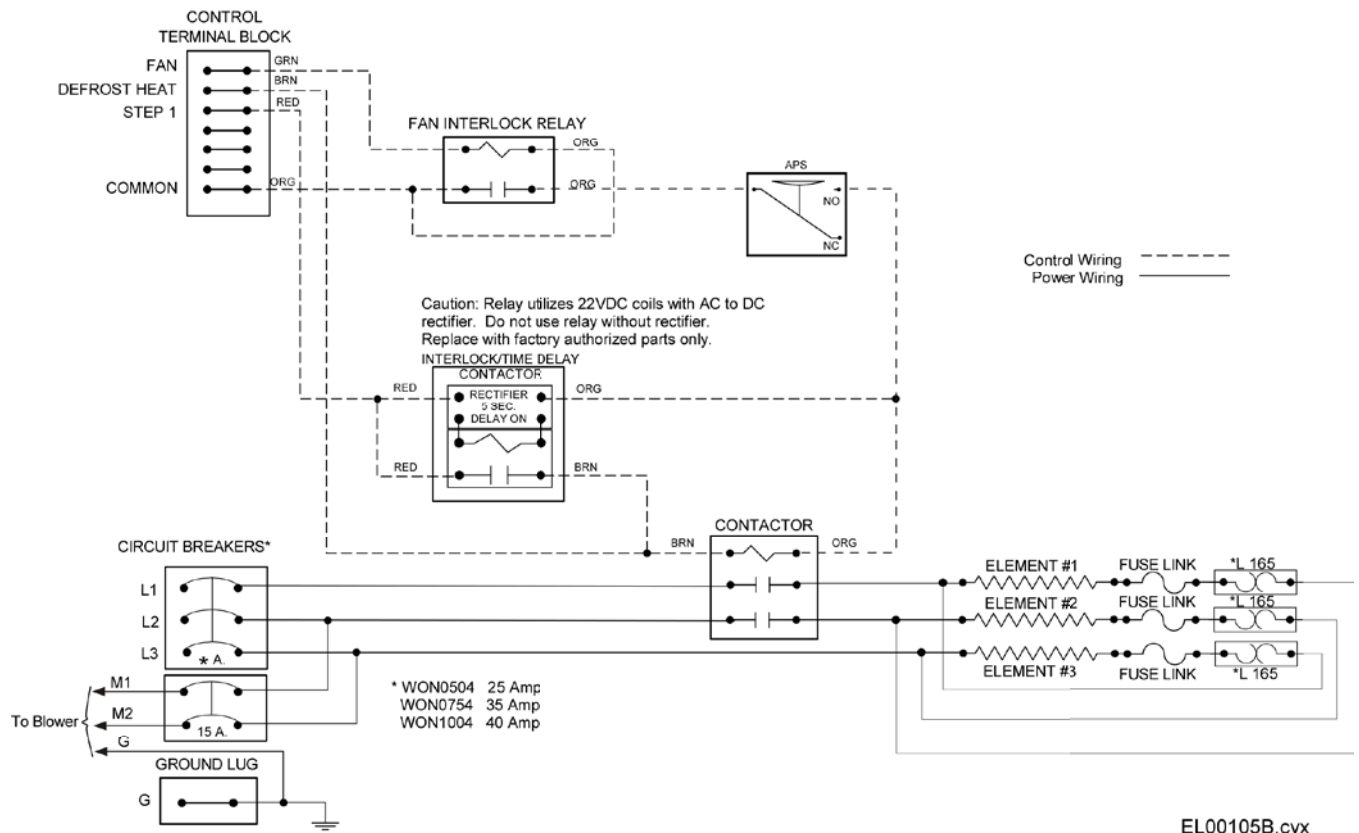 CONTROL
TERMINAL BLOCK
FAN
GRN
DEFROST HEAT
BRN
STEP 1
RED
COMMON
ORG
FAN INTERLOCK RELAY
ORG
ORG
APS
NO
NC
Control Wiring
Power Wiring
Caution: Relay utilizes 22VDC coils with AC to DC
rectifier. Do not use relay without rectifier.
Replace with factory authorized parts only.
INTERLOCK/TIME DELAY
CONTACTOR
RED
RECTIFIER
5 SEC.
DELAY ON
ORG
RED
BRN
CONTACTOR
BRN
ORG
CIRCUIT BREAKERS*
L1
L2
L3
* A.
M1
M2
15 A.
To Blower
G
GROUND LUG
G
* WON0504 25 Amp
WON0754 35 Amp
WON1004 40 Amp
ELEMENT #1
FUSE LINK
*L 165
ELEMENT #2
FUSE LINK
*L 165
ELEMENT #3
FUSE LINK
*L 165
EL00105B.cvx